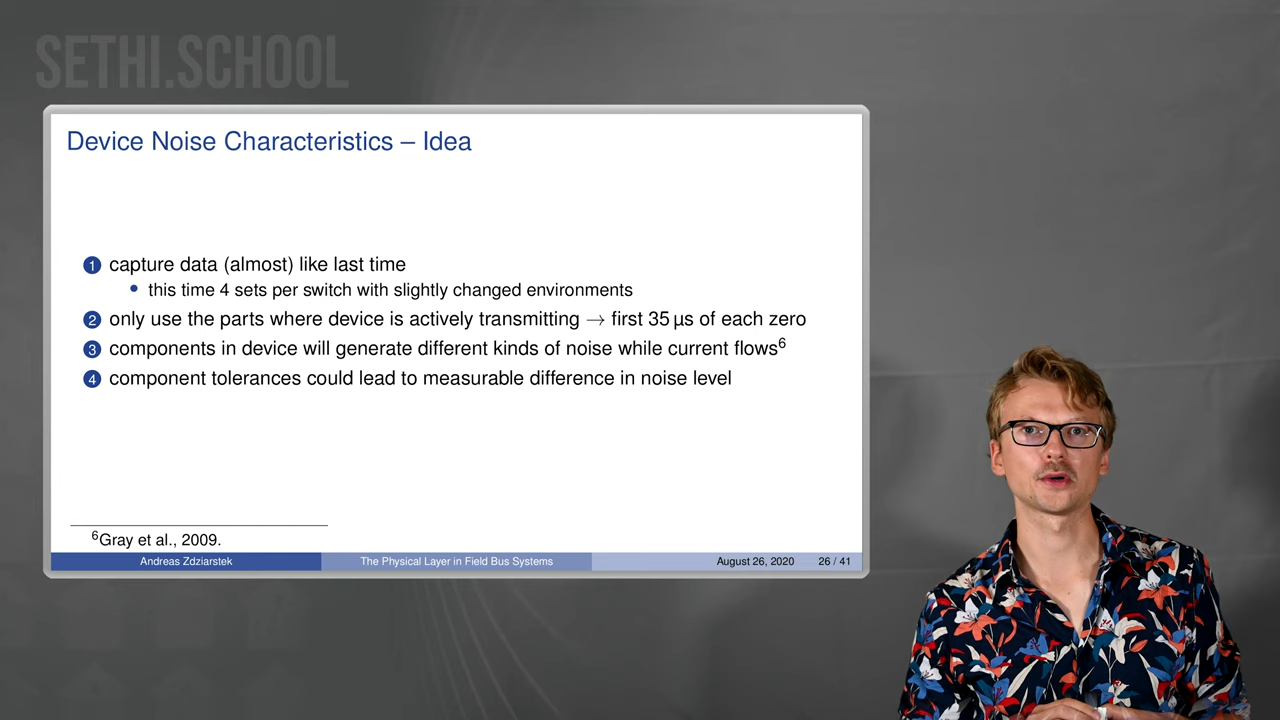 SETHI.SCHOOL
Device Noise Characteristics – Idea
1 capture data (almost) like last time
• this time 4 sets per switch with slightly changed environments
2 only use the parts where device is actively transmitting → first 35 µs of each zero
3 components in device will generate different kinds of noise while current flows⁶
4 component tolerances could lead to measurable difference in noise level
⁶Gray et al., 2009.
Andreas Zdziarstek The Physical Layer in Field Bus Systems August 26, 2020 26 / 41